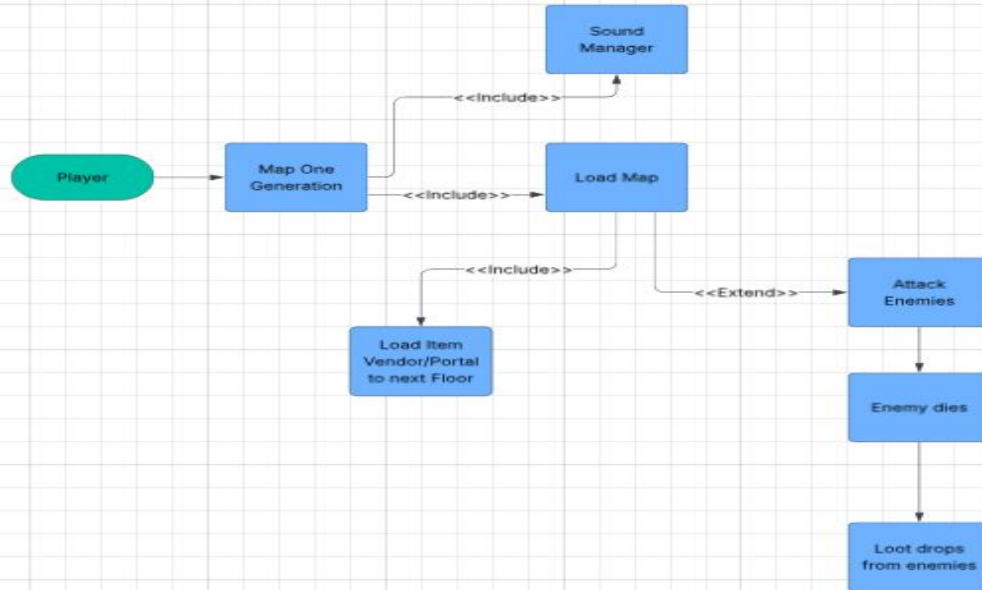 Sound
Manager
<<Include>>
Player
Map One
Generation
Load Map
<<Include>>
<<Include>>
<<Extend>>
Attack
Enemies
Load Item
Vendor/Portal
to next Floor
Enemy dies
Loot drops
from enemies